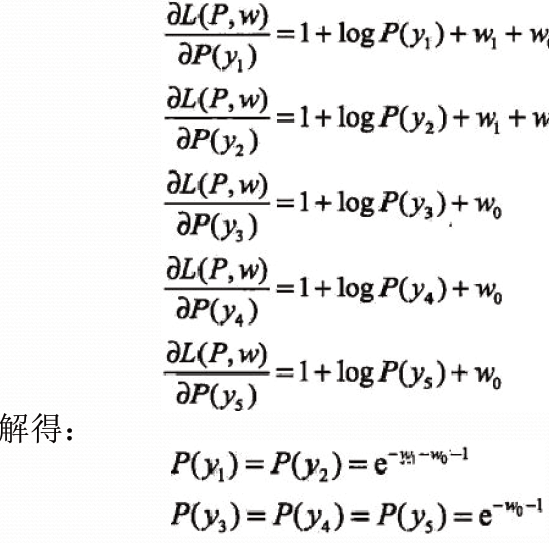 ∂L(P,w)/∂P(y₁) = 1 + log P(y₁) + w₁ + w₀
∂L(P,w)/∂P(y₂) = 1 + log P(y₂) + w₁ + w
∂L(P,w)/∂P(y₃) = 1 + log P(y₃) + w₀
∂L(P,w)/∂P(y₄) = 1 + log P(y₄) + w₀
∂L(P,w)/∂P(y₅) = 1 + log P(y₅) + w₀
解得：
P(y₁) = P(y₂) = e^(-w₁-w₀-1)
P(y₃) = P(y₄) = P(y₅) = e^(-w₀-1)